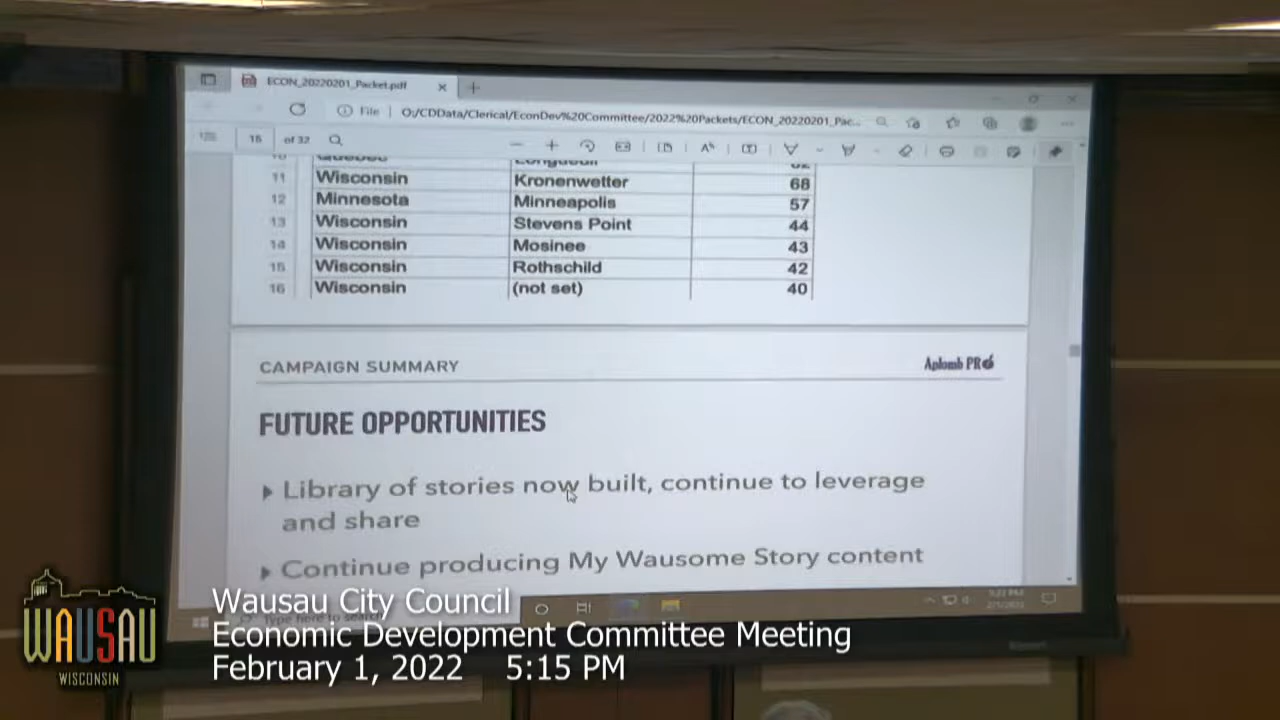 ECON_20220201_Packet.pdf
File O:/CDData/Clerical/EconDev%20Committee/2022%20Packets/ECON_20220201_Pac...
16 of 32
11 Wisconsin Kronenwetter 68
12 Minnesota Minneapolis 57
13 Wisconsin Stevens Point 44
14 Wisconsin Mosinee 43
15 Wisconsin Rothschild 42
16 Wisconsin (not set) 40
CAMPAIGN SUMMARY
Aplomb PR
FUTURE OPPORTUNITIES
Library of stories now built, continue to leverage
and share
Continue producing My Wausome Story content
WAUSAU
WISCONSIN
Wausau City Council
Economic Development Committee Meeting
February 1, 2022 5:15 PM